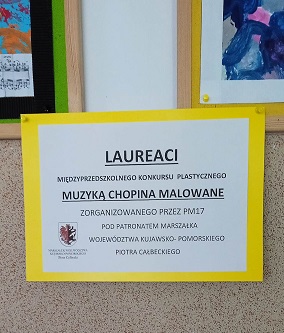 LAUREACI
MIĘDZYPRZEDSZKOLNEGO KONKURSU PLASTYCZNEGO
MUZYKĄ CHOPINA MALOWANE
ZORGANIZOWANEGO PRZEZ PM17
POD PATRONATEM MARSZAŁKA
WOJEWÓDZTWA KUJAWSKO- POMORSKIEGO
PIOTRA CAŁBECKIEGO